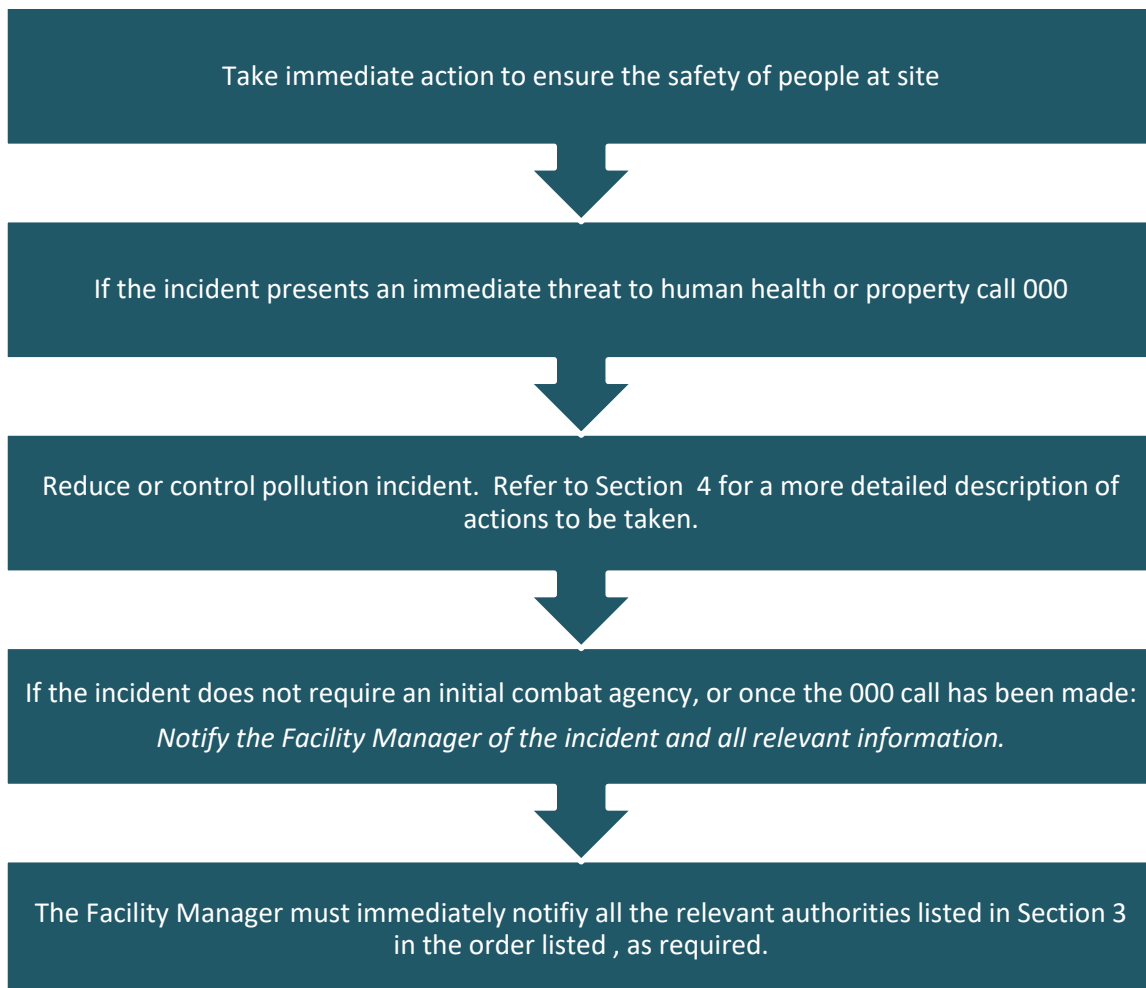 Take immediate action to ensure the safety of people at site
If the incident presents an immediate threat to human health or property call 000
Reduce or control pollution incident.  Refer to Section  4 for a more detailed description of
actions to be taken.
If the incident does not require an initial combat agency, or once the 000 call has been made:
Notify the Facility Manager of the incident and all relevant information.
The Facility Manager must immediately notifiy all the relevant authorities listed in Section 3
in the order listed , as required.